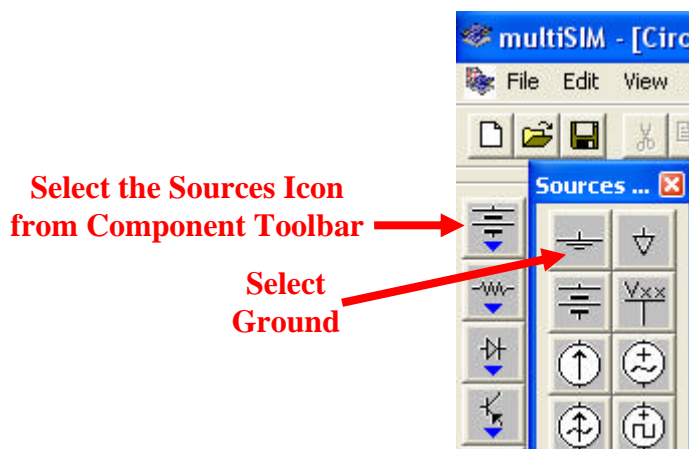 multiSIM - [Circ
File Edit View
Sources ...
Select the Sources Icon
from Component Toolbar
Select
Ground
Vxx